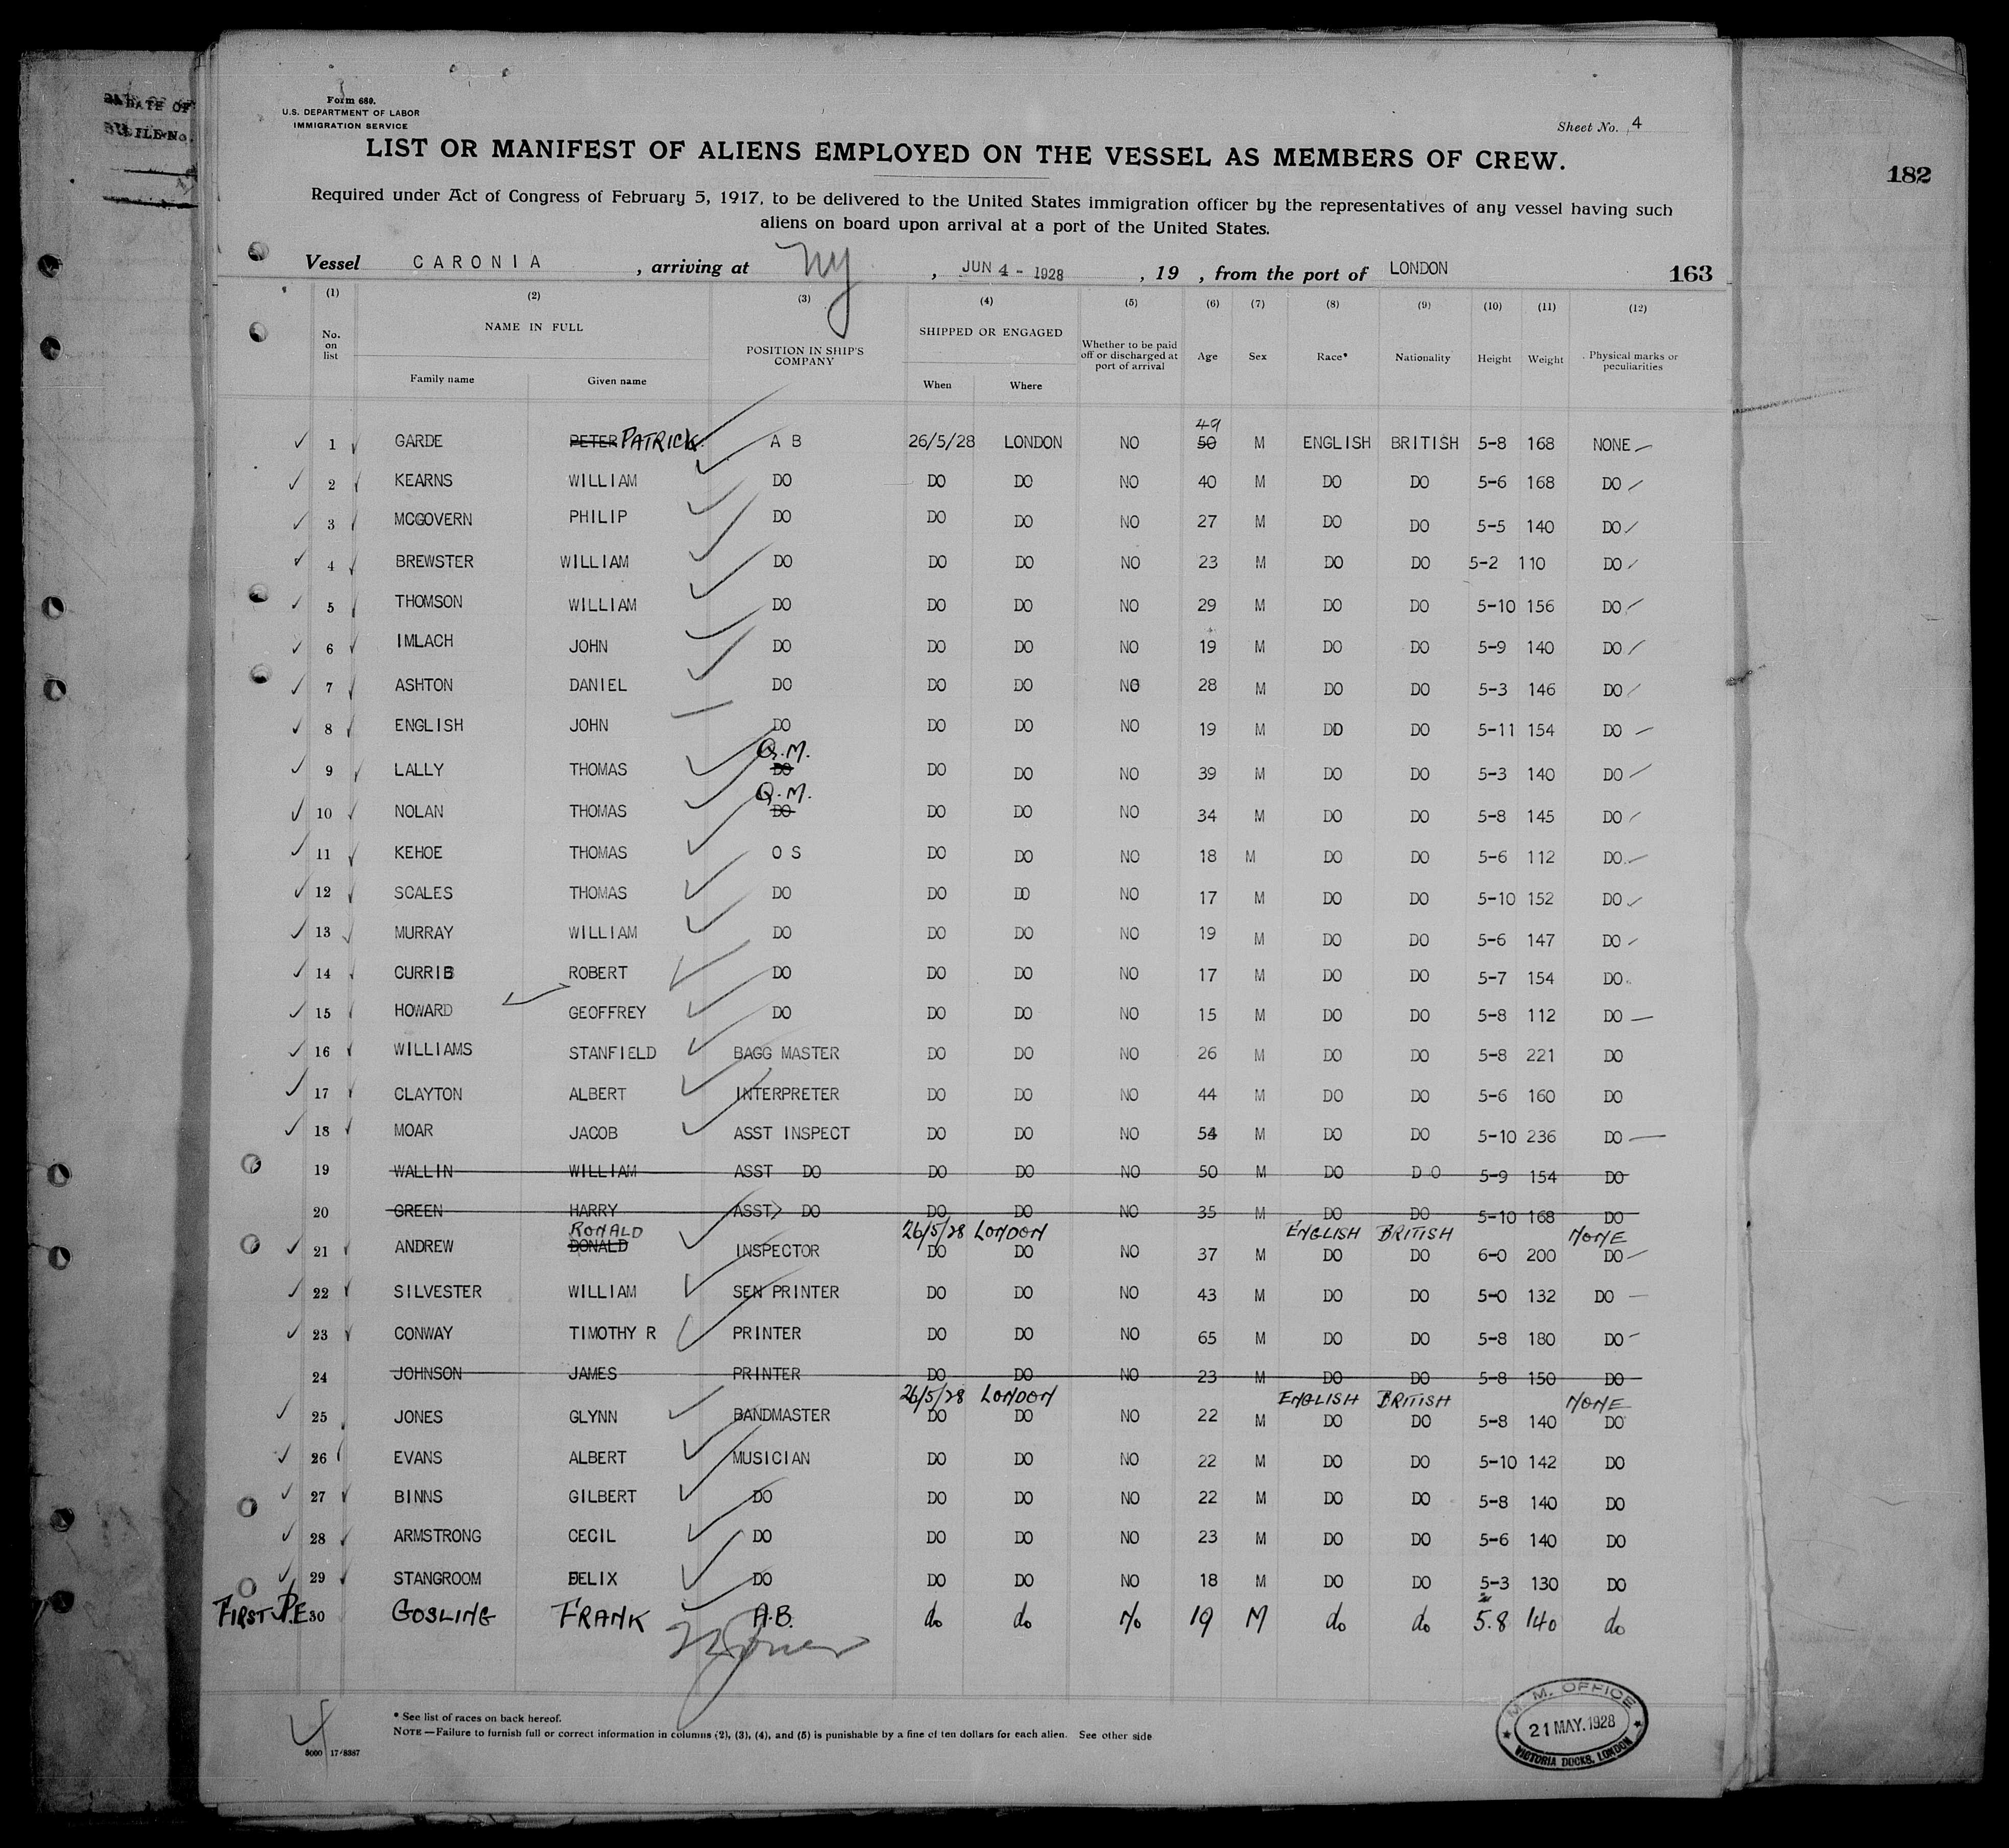 DATE OF
FILE No.
Form 689.
U.S. DEPARTMENT OF LABOR
IMMIGRATION SERVICE
Sheet No. 4
LIST OR MANIFEST OF ALIENS EMPLOYED ON THE VESSEL AS MEMBERS OF CREW.
182
Required under Act of Congress of February 5, 1917, to be delivered to the United States immigration officer by the representatives of any vessel having such
aliens on board upon arrival at a port of the United States.
Vessel CARONIA , arriving at NY , JUN 4 - 1928 , 19 , from the port of LONDON 163
(1) (2) (3) (4) (5) (6) (7) (8) (9) (10) (11) (12)
No. on list NAME IN FULL POSITION IN SHIP'S COMPANY SHIPPED OR ENGAGED Whether to be paid off or discharged at port of arrival Age Sex Race* Nationality Height Weight Physical marks or peculiarities
Family name Given name When Where
49
1 GARDE PETER PATRICK A B 26/5/28 LONDON NO 50 M ENGLISH BRITISH 5-8 168 NONE
2 KEARNS WILLIAM DO DO DO NO 40 M DO DO 5-6 168 DO
3 MCGOVERN PHILIP DO DO DO NO 27 M DO DO 5-5 140 DO
4 BREWSTER WILLIAM DO DO DO NO 23 M DO DO 5-2 110 DO
5 THOMSON WILLIAM DO DO DO NO 29 M DO DO 5-10 156 DO
6 IMLACH JOHN DO DO DO NO 19 M DO DO 5-9 140 DO
7 ASHTON DANIEL DO DO DO NO 28 M DO DO 5-3 146 DO
8 ENGLISH JOHN DO DO DO NO 19 M DD DO 5-11 154 DO
Q.M.
9 LALLY THOMAS DO DO DO NO 39 M DO DO 5-3 140 DO
Q.M.
10 NOLAN THOMAS DO DO DO NO 34 M DO DO 5-8 145 DO
11 KEHOE THOMAS O S DO DO NO 18 M DO DO 5-6 112 DO
12 SCALES THOMAS DO DO DO NO 17 M DO DO 5-10 152 DO
13 MURRAY WILLIAM DO DO DO NO 19 M DO DO 5-6 147 DO
14 CURRIE ROBERT DO DO DO NO 17 M DO DO 5-7 154 DO
15 HOWARD GEOFFREY DO DO DO NO 15 M DO DO 5-8 112 DO
16 WILLIAMS STANFIELD BAGG MASTER DO DO NO 26 M DO DO 5-8 221 DO
17 CLAYTON ALBERT INTERPRETER DO DO NO 44 M DO DO 5-6 160 DO
18 MOAR JACOB ASST INSPECT DO DO NO 54 M DO DO 5-10 236 DO
19 WALLIN WILLIAM ASST DO DO DO NO 50 M DO DO 5-9 154 DO
20 GREEN HARRY ASST DO DO DO NO 35 M DO DO 5-10 168 DO
RONALD 26/5/28 LONDON ENGLISH BRITISH NONE
21 ANDREW DONALD INSPECTOR DO DO NO 37 M DO DO 6-0 200 DO
22 SILVESTER WILLIAM SEN PRINTER DO DO NO 43 M DO DO 5-0 132 DO
23 CONWAY TIMOTHY R PRINTER DO DO NO 65 M DO DO 5-8 180 DO
24 JOHNSON JAMES PRINTER DO DO NO 23 M DO DO 5-8 150 DO
26/5/28 LONDON ENGLISH BRITISH NONE
25 JONES GLYNN BANDMASTER DO DO NO 22 M DO DO 5-8 140 DO
26 EVANS ALBERT MUSICIAN DO DO NO 22 M DO DO 5-10 142 DO
27 BINNS GILBERT DO DO DO NO 22 M DO DO 5-8 140 DO
28 ARMSTRONG CECIL DO DO DO NO 23 M DO DO 5-6 140 DO
29 STANGROOM FELIX DO DO DO NO 18 M DO DO 5-3 130 DO
FIRST P.E 30 GOSLING FRANK A.B. do do No 19 M do do 5.8 140 do
* See list of races on back hereof.
NOTE—Failure to furnish full or correct information in columns (2), (3), (4), and (5) is punishable by a fine of ten dollars for each alien. See other side
4
5000 17/8387
M. M. OFFICE
21 MAY. 1928
VICTORIA DOCKS, LONDON